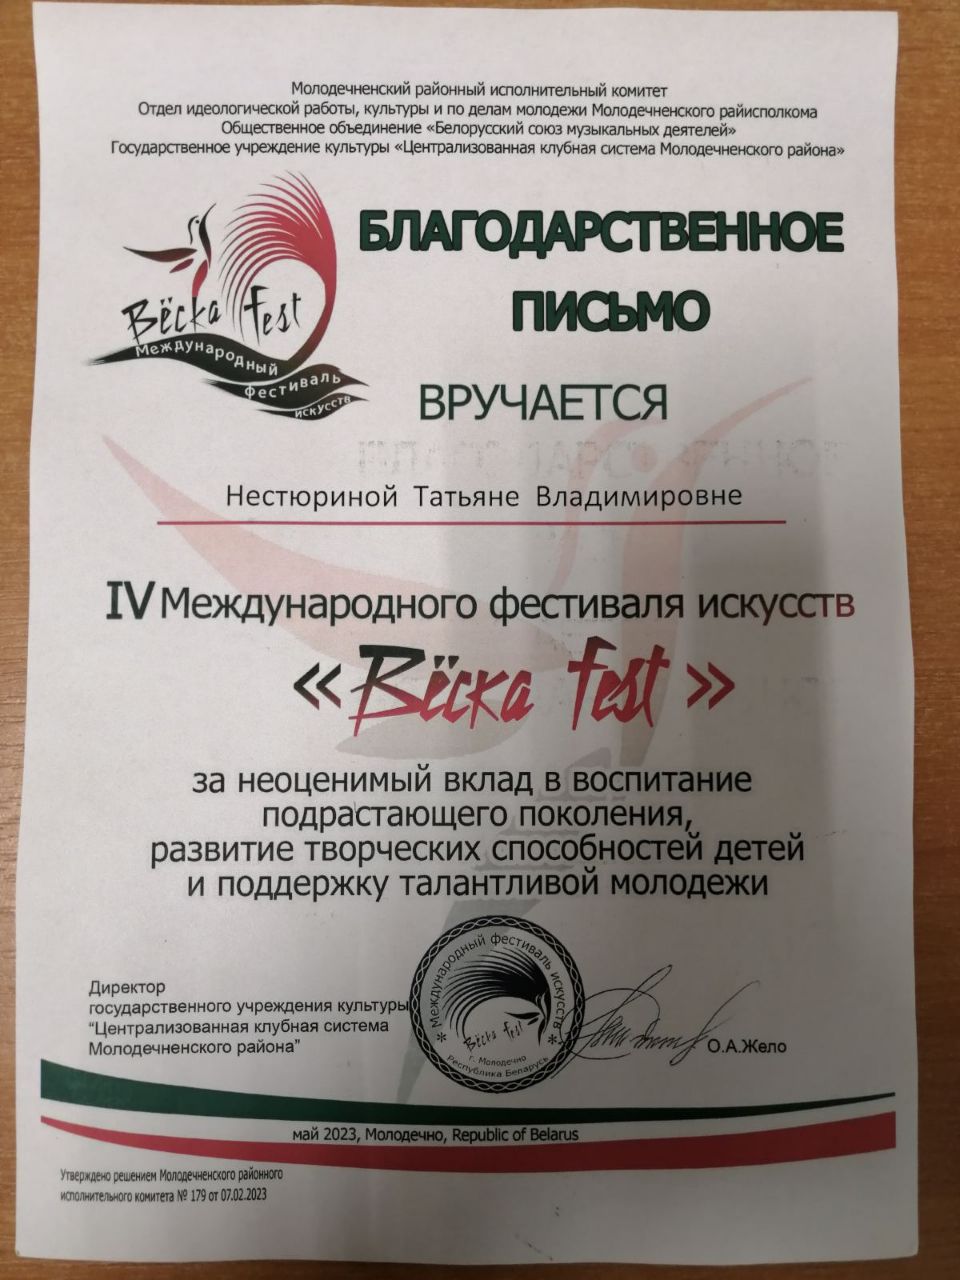 Молодечненский районный исполнительный комитет
Отдел идеологической работы, культуры и по делам молодежи Молодечненского райисполкома
Общественное объединение «Белорусский союз музыкальных деятелей»
Государственное учреждение культуры «Централизованная клубная система Молодечненского района»
Вёска fest
Международный
фестиваль
искусств
БЛАГОДАРСТВЕННОЕ
ПИСЬМО
ВРУЧАЕТСЯ
Нестюриной Татьяне Владимировне
IV Международного фестиваля искусств
«Вёска fest»
за неоценимый вклад в воспитание
подрастающего поколения,
развитие творческих способностей детей
и поддержку талантливой молодежи
Директор
государственного учреждения культуры
"Централизованная клубная система
Молодечненского района"
* Международный фестиваль искусств *
Вёска fest
г. Молодечно
Республика Беларусь
О.А.Жело
май 2023, Молодечно, Republic of Belarus
Утверждено решением Молодечненского районного
исполнительного комитета № 179 от 07.02.2023